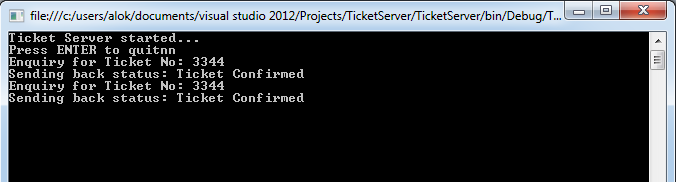 file:///c:/users/alok/documents/visual studio 2012/Projects/TicketServer/TicketServer/bin/Debug/T...
Ticket Server started...
Press ENTER to quitnn
Enquiry for Ticket No: 3344
Sending back status: Ticket Confirmed
Enquiry for Ticket No: 3344
Sending back status: Ticket Confirmed